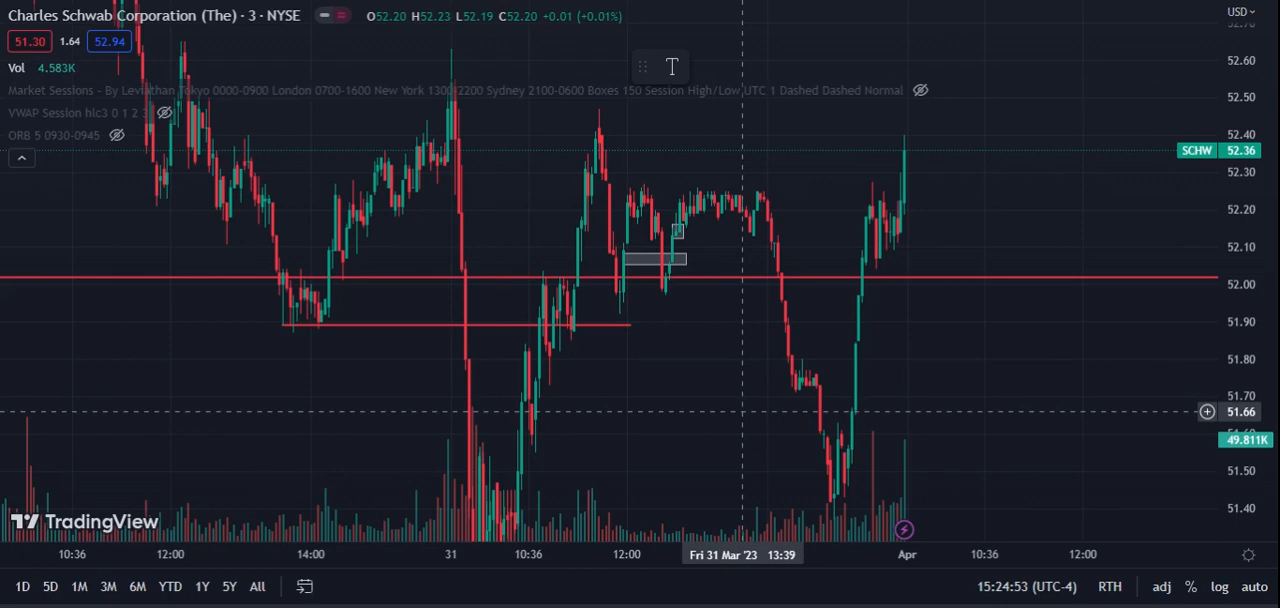 Charles Schwab Corporation (The) · 3 · NYSE O52.20 H52.23 L52.19 C52.20 +0.01 (+0.01%)
USD
51.30 1.64 52.94
Vol 4.583K
Market Sessions - By Leviathan Tokyo 0000-0900 London 0700-1600 New York 1300-2200 Sydney 2100-0600 Boxes 150 Session High/Low UTC 1 Dashed Dashed Normal
VWAP Session hlc3 0 1 2 3
ORB 5 0930-0945
T
52.70
52.60
52.50
52.40
SCHW 52.36
52.30
52.20
52.10
52.00
51.90
51.80
51.70
51.66
51.60
49.811K
51.50
51.40
TradingView
10:36 12:00 14:00 31 10:36 12:00 Fri 31 Mar '23 13:39 Apr 10:36 12:00
1D 5D 1M 3M 6M YTD 1Y 5Y All 15:24:53 (UTC-4) RTH adj % log auto